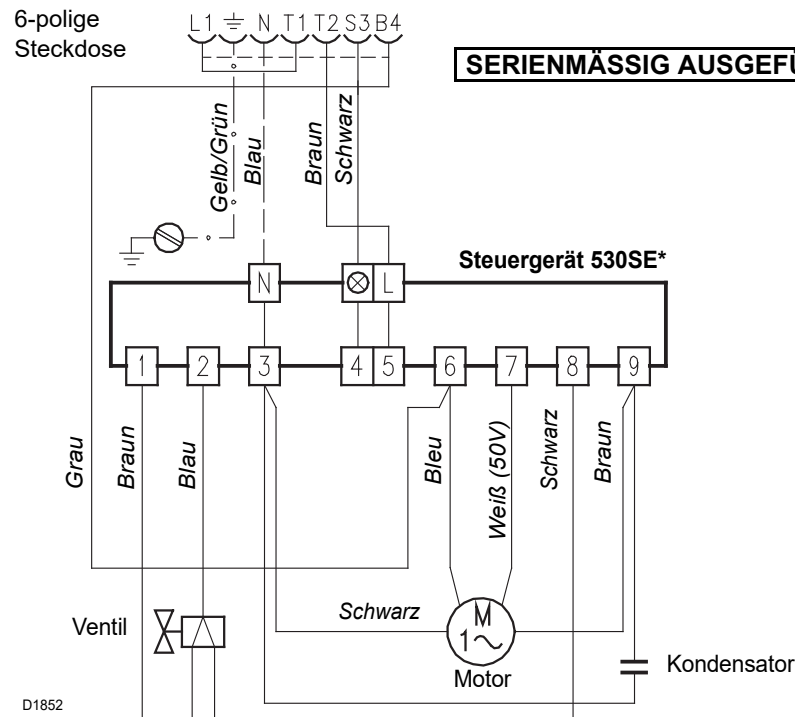 6-polige
Steckdose
L1 ⏚ N T1 T2 S3 B4
SERIENMÄSSIG AUSGEFÜ
Gelb/Grün
Blau
Braun
Schwarz
Steuergerät 530SE*
N ⊗ L
1 2 3 4 5 6 7 8 9
Grau
Braun
Blau
Bleu
Weiß (50V)
Schwarz
Braun
Ventil
Schwarz
M
1~
Motor
Kondensator
D1852